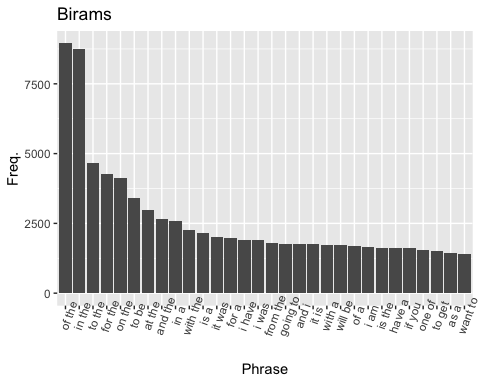 Birams
Freq.
7500
5000
2500
0
of the
in the
to the
for the
on the
to be
at the
and the
in a
with the
is a
it was
for a
i have
i was
from the
going to
and i
it is
with a
will be
of a
i am
is the
have a
if you
one of
to get
as a
want to
Phrase